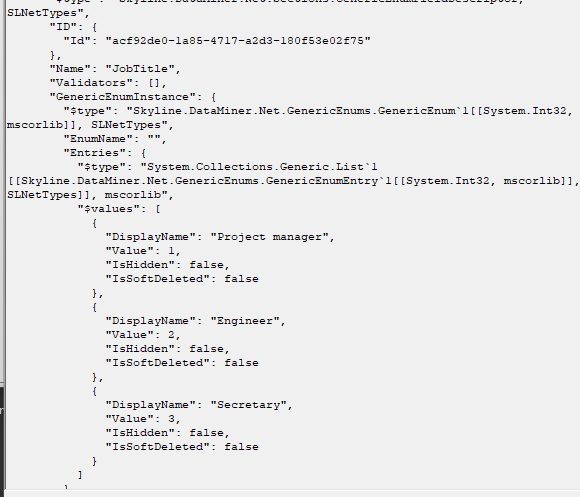 SLNetTypes",
"ID": {
"Id": "acf92de0-1a85-4717-a2d3-180f53e02f75"
},
"Name": "JobTitle",
"Validators": [],
"GenericEnumInstance": {
"$type": "Skyline.DataMiner.Net.GenericEnums.GenericEnum`1[[System.Int32,
mscorlib]], SLNetTypes",
"EnumName": "",
"Entries": {
"$type": "System.Collections.Generic.List`1
[[Skyline.DataMiner.Net.GenericEnums.GenericEnumEntry`1[[System.Int32, mscorlib]],
SLNetTypes]], mscorlib",
"$values": [
{
"DisplayName": "Project manager",
"Value": 1,
"IsHidden": false,
"IsSoftDeleted": false
},
{
"DisplayName": "Engineer",
"Value": 2,
"IsHidden": false,
"IsSoftDeleted": false
},
{
"DisplayName": "Secretary",
"Value": 3,
"IsHidden": false,
"IsSoftDeleted": false
}
]